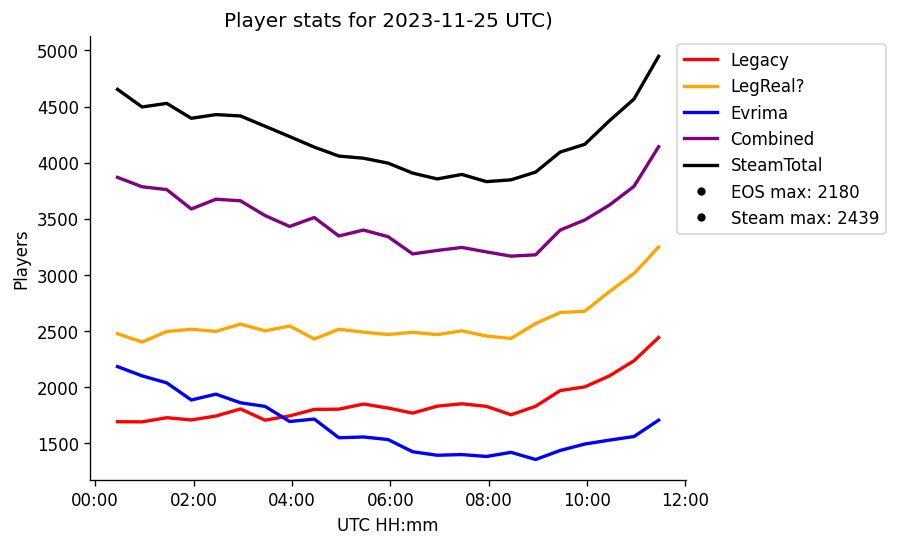 Player stats for 2023-11-25 UTC)
5000
4500
4000
3500
3000
2500
2000
1500
Players
00:00 02:00 04:00 06:00 08:00 10:00 12:00
UTC HH:mm
Legacy
LegReal?
Evrima
Combined
SteamTotal
EOS max: 2180
Steam max: 2439